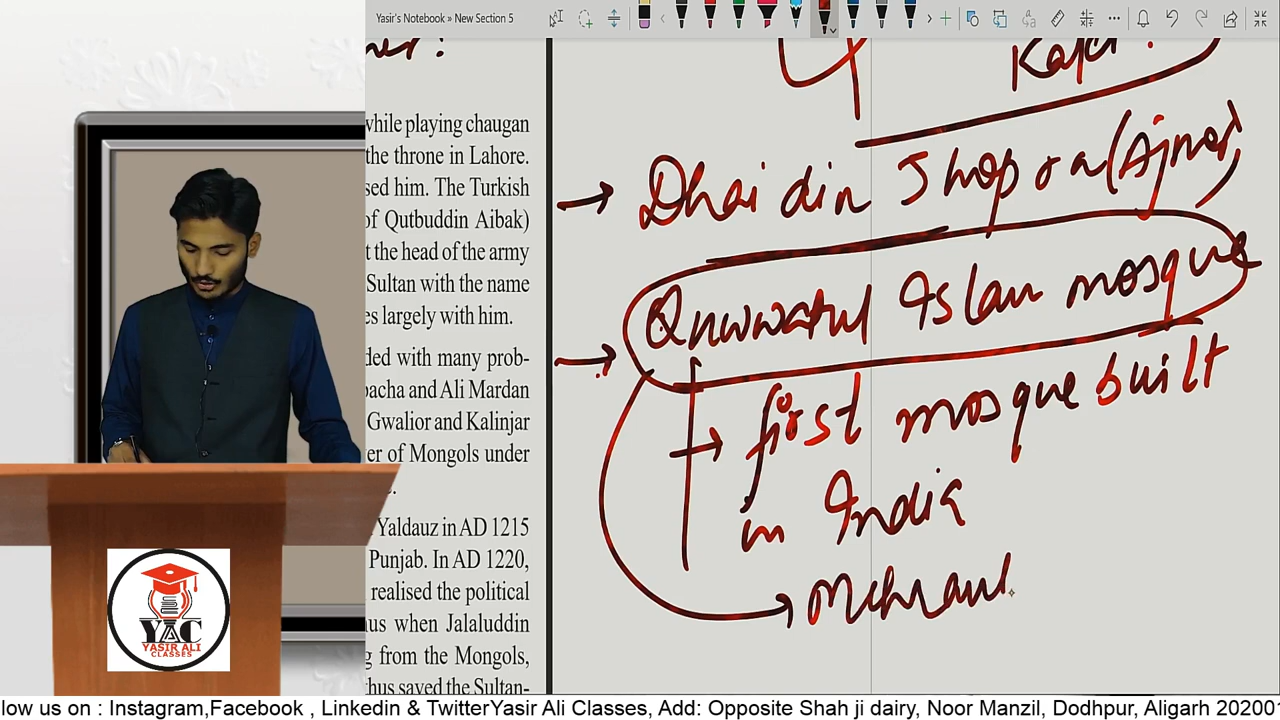 Yasir's Notebook » New Section 5
while playing chaugan
the throne in Lahore.
sed him. The Turkish
of Qutbuddin Aibak)
t the head of the army
Sultan with the name
es largely with him.
ded with many prob-
pacha and Ali Mardan
Gwalior and Kalinjar
er of Mongols under
Yaldauz in AD 1215
Punjab. In AD 1220,
realised the political
us when Jalaluddin
g from the Mongols,
thus saved the Sultan-
→ Dhai din Jhopra (Ajmer)
→ Quwwatul Islam mosque
→ first mosque built
in India
→ Mehraul
YAC
YASIR ALI
CLASSES
low us on : Instagram,Facebook , Linkedin & TwitterYasir Ali Classes, Add: Opposite Shah ji dairy, Noor Manzil, Dodhpur, Aligarh 202001